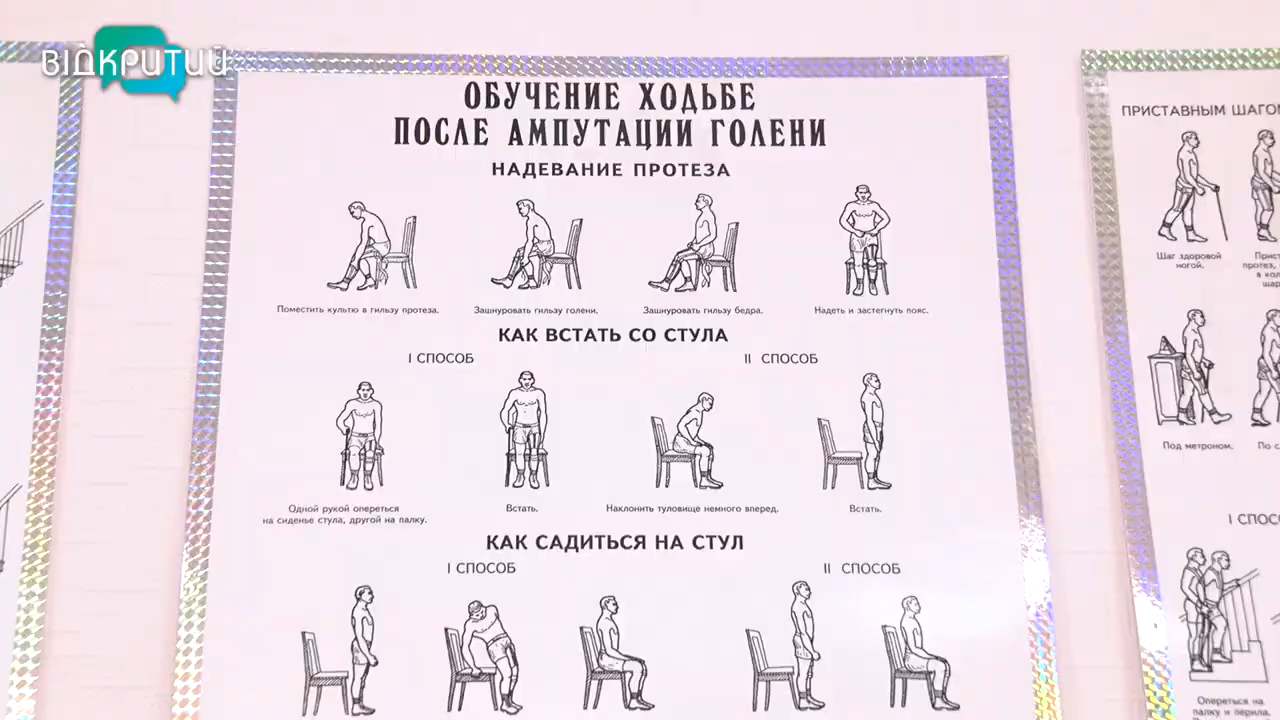 ВІДКРИТИЙ
ОБУЧЕНИЕ ХОДЬБЕ
ПОСЛЕ АМПУТАЦИИ ГОЛЕНИ
НАДЕВАНИЕ ПРОТЕЗА
Поместить культю в гильзу протеза.
Зашнуровать гильзу голени.
Зашнуровать гильзу бедра.
Надеть и застегнуть пояс.
КАК ВСТАТЬ СО СТУЛА
I СПОСОБ
II СПОСОБ
Одной рукой опереться
на сиденье стула, другой на палку.
Встать.
Наклонить туловище немного вперед.
Встать.
КАК САДИТЬСЯ НА СТУЛ
I СПОСОБ
II СПОСОБ
ПРИСТАВНЫМ
Шаг здоровой
ногой.
протез,
Под метроном.
По
I
Опереться на
палку и перила.